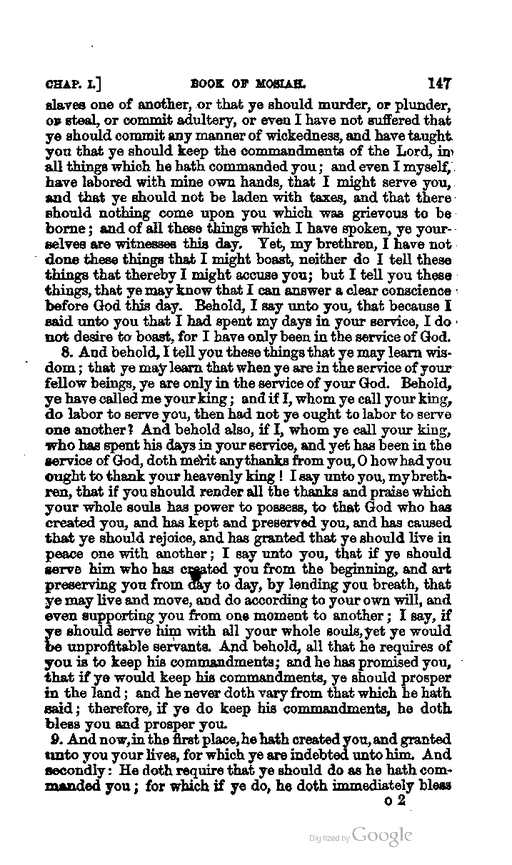 CHAP. I.] BOOK OF MOSIAH. 147
slaves one of another, or that ye should murder, or plunder,
or steal, or commit adultery, or even I have not suffered that
ye should commit any manner of wickedness, and have taught
you that ye should keep the commandments of the Lord, in
all things which he hath commanded you; and even I myself,
have labored with mine own hands, that I might serve you,
and that ye should not be laden with taxes, and that there
should nothing come upon you which was grievous to be
borne; and of all these things which I have spoken, ye your-
selves are witnesses this day. Yet, my brethren, I have not
done these things that I might boast, neither do I tell these
things that thereby I might accuse you; but I tell you these
things, that ye may know that I can answer a clear conscience
before God this day. Behold, I say unto you, that because I
said unto you that I had spent my days in your service, I do
not desire to boast, for I have only been in the service of God.
8. And behold, I tell you these things that ye may learn wis-
dom; that ye may learn that when ye are in the service of your
fellow beings, ye are only in the service of your God. Behold,
ye have called me your king; and if I, whom ye call your king,
do labor to serve you, then had not ye ought to labor to serve
one another? And behold also, if I, whom ye call your king,
who has spent his days in your service, and yet has been in the
service of God, doth merit any thanks from you, O how had you
ought to thank your heavenly king! I say unto you, my breth-
ren, that if you should render all the thanks and praise which
your whole souls has power to possess, to that God who has
created you, and has kept and preserved you, and has caused
that ye should rejoice, and has granted that ye should live in
peace one with another; I say unto you, that if ye should
serve him who has created you from the beginning, and art
preserving you from day to day, by lending you breath, that
ye may live and move, and do according to your own will, and
even supporting you from one moment to another; I say, if
ye should serve him with all your whole souls, yet ye would
be unprofitable servants. And behold, all that he requires of
you is to keep his commandments; and he has promised you,
that if ye would keep his commandments, ye should prosper
in the land; and he never doth vary from that which he hath
said; therefore, if ye do keep his commandments, he doth
bless you and prosper you.
9. And now, in the first place, he hath created you, and granted
unto you your lives, for which ye are indebted unto him. And
secondly: He doth require that ye should do as he hath com-
manded you; for which if ye do, he doth immediately bless
O 2
Digitized by Google